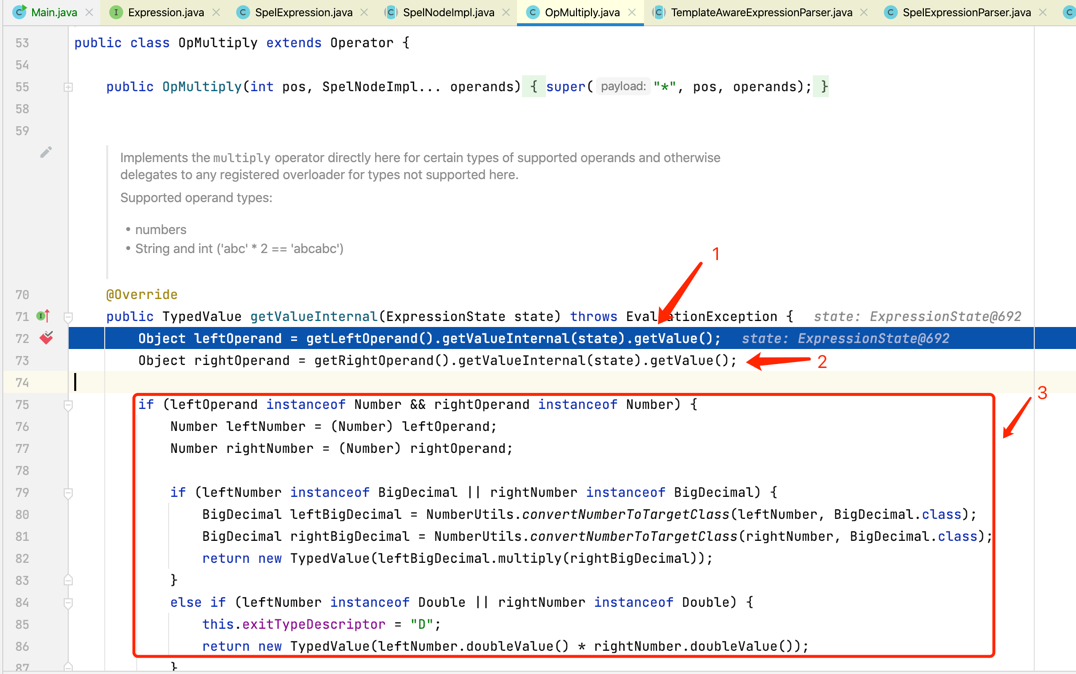 Main.java × Expression.java × SpelExpression.java × SpelNodeImpl.java × OpMultiply.java × TemplateAwareExpressionParser.java × SpelExpressionParser.java ×
53 public class OpMultiply extends Operator {
54
55 public OpMultiply(int pos, SpelNodeImpl... operands) { super( payload: "*", pos, operands); }
58
59
Implements the multiply operator directly here for certain types of supported operands and otherwise
delegates to any registered overloader for types not supported here.
Supported operand types:
• numbers
• String and int ('abc' * 2 == 'abcabc')
1
70 @Override
71 public TypedValue getValueInternal(ExpressionState state) throws EvaluationException { state: ExpressionState@692
72 Object leftOperand = getLeftOperand().getValueInternal(state).getValue(); state: ExpressionState@692
73 Object rightOperand = getRightOperand().getValueInternal(state).getValue(); 2
74
3
75 if (leftOperand instanceof Number && rightOperand instanceof Number) {
76 Number leftNumber = (Number) leftOperand;
77 Number rightNumber = (Number) rightOperand;
78
79 if (leftNumber instanceof BigDecimal || rightNumber instanceof BigDecimal) {
80 BigDecimal leftBigDecimal = NumberUtils.convertNumberToTargetClass(leftNumber, BigDecimal.class);
81 BigDecimal rightBigDecimal = NumberUtils.convertNumberToTargetClass(rightNumber, BigDecimal.class);
82 return new TypedValue(leftBigDecimal.multiply(rightBigDecimal));
83 }
84 else if (leftNumber instanceof Double || rightNumber instanceof Double) {
85 this.exitTypeDescriptor = "D";
86 return new TypedValue(leftNumber.doubleValue() * rightNumber.doubleValue());
87 }